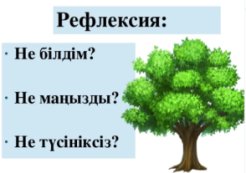 Рефлексия:
· Не білдім?
· Не маңызды?
· Не түсініксіз?